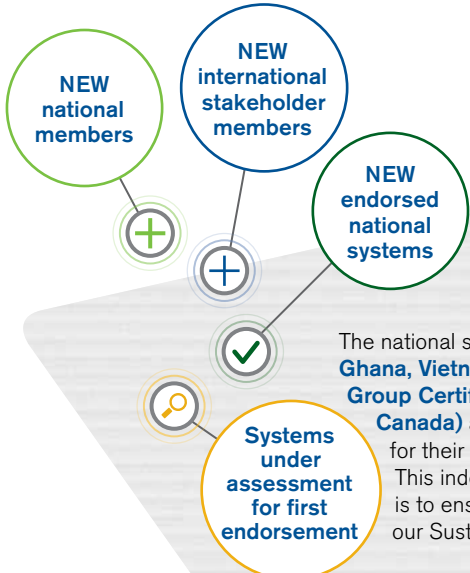 NEW
national
members
NEW
international
stakeholder
members
NEW
endorsed
national
systems
Systems
under
assessment
for first
endorsement
The national s
Ghana, Vietn
Group Certif
Canada)
for their
This inde
is to ens
our Sust